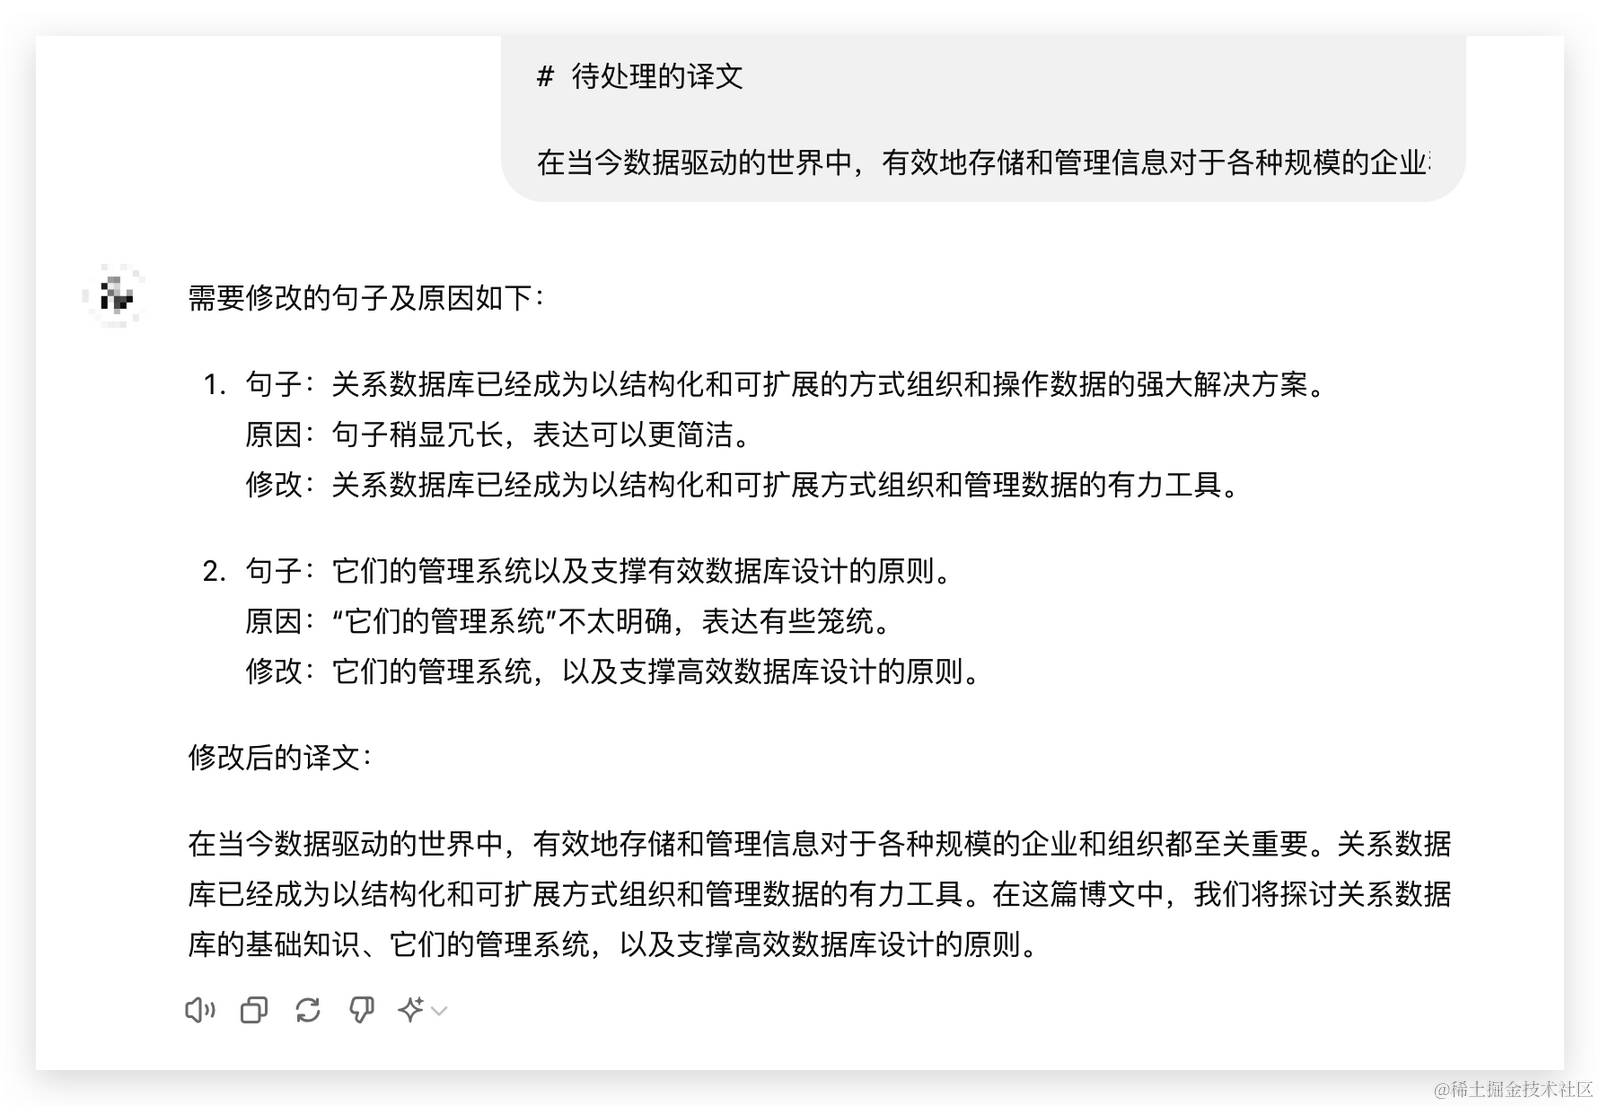 # 待处理的译文
在当今数据驱动的世界中，有效地存储和管理信息对于各种规模的企业
需要修改的句子及原因如下：
1. 句子：关系数据库已经成为以结构化和可扩展的方式组织和操作数据的强大解决方案。
原因：句子稍显冗长，表达可以更简洁。
修改：关系数据库已经成为以结构化和可扩展方式组织和管理数据的有力工具。
2. 句子：它们的管理系统以及支撑有效数据库设计的原则。
原因：“它们的管理系统”不太明确，表达有些笼统。
修改：它们的管理系统，以及支撑高效数据库设计的原则。
修改后的译文：
在当今数据驱动的世界中，有效地存储和管理信息对于各种规模的企业和组织都至关重要。关系数据
库已经成为以结构化和可扩展方式组织和管理数据的有力工具。在这篇博文中，我们将探讨关系数据
库的基础知识、它们的管理系统，以及支撑高效数据库设计的原则。
@稀土掘金技术社区